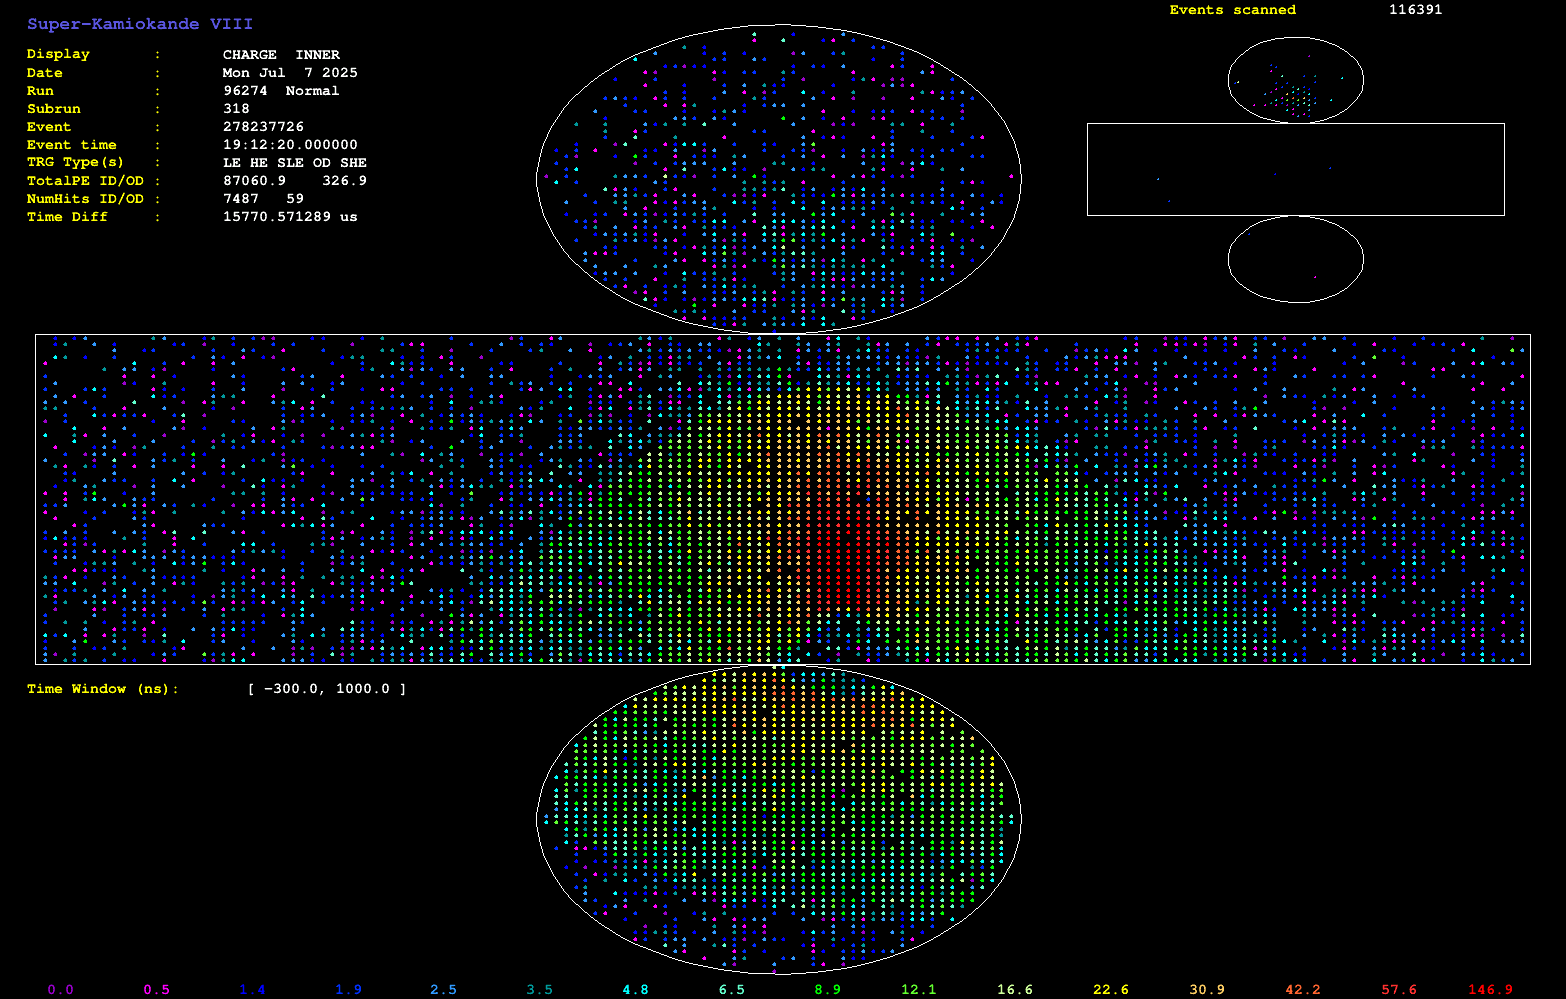 Super-Kamiokande VIII
Events scanned 116391
Display : CHARGE INNER
Date : Mon Jul 7 2025
Run : 96274 Normal
Subrun : 318
Event : 278237726
Event time : 19:12:20.000000
TRG Type(s) : LE HE SLE OD SHE
TotalPE ID/OD : 87060.9 326.9
NumHits ID/OD : 7487 59
Time Diff : 15770.571289 us
Time Window (ns): [ -300.0, 1000.0 ]
0.0 0.5 1.4 1.9 2.5 3.5 4.8 6.5 8.9 12.1 16.6 22.6 30.9 42.2 57.6 146.9